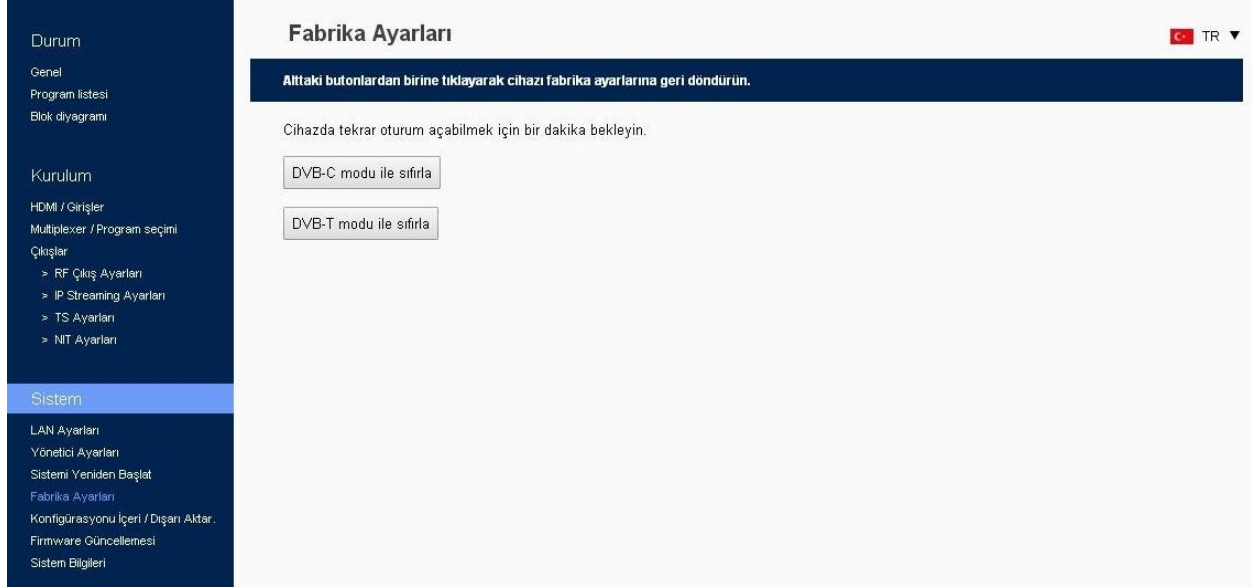 Durum
Genel
Program listesi
Blok diyagramı
Kurulum
HDMI / Girişler
Multiplexer / Program seçimi
Çıkışlar
> RF Çıkış Ayarları
> IP Streaming Ayarları
> TS Ayarları
> NIT Ayarları
Sistem
LAN Ayarları
Yönetici Ayarları
Sistemi Yeniden Başlat
Fabrika Ayarları
Konfigürasyonu İçeri / Dışarı Aktar.
Firmware Güncellemesi
Sistem Bilgileri
Fabrika Ayarları
TR ▼
Alttaki butonlardan birine tıklayarak cihazı fabrika ayarlarına geri döndürün.
Cihazda tekrar oturum açabilmek için bir dakika bekleyin.
DVB-C modu ile sıfırla
DVB-T modu ile sıfırla